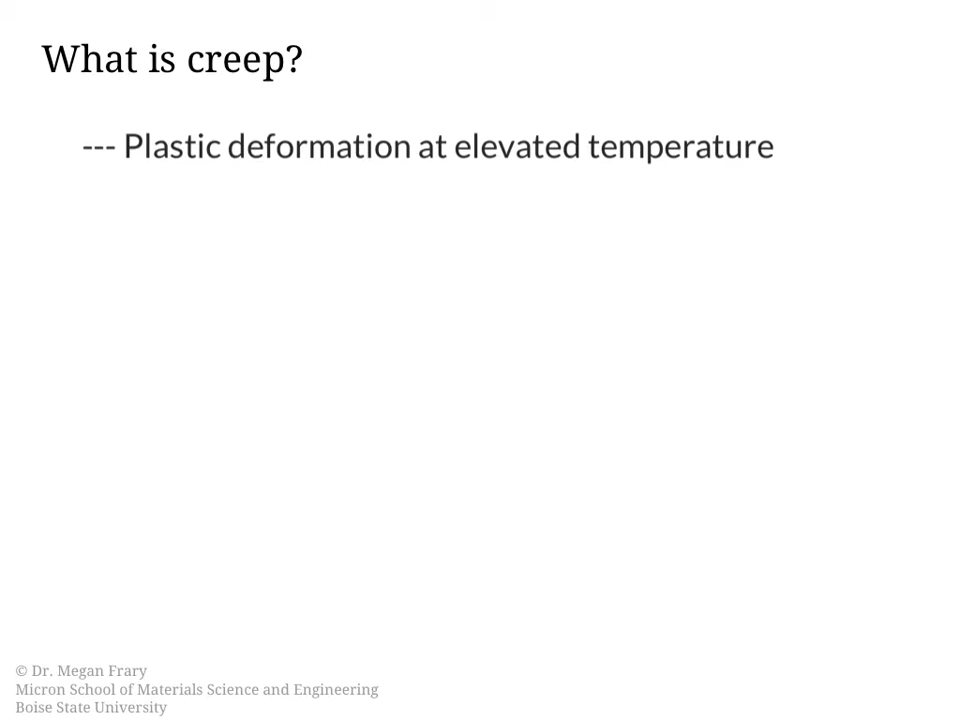 What is creep?
--- Plastic deformation at elevated temperature
© Dr. Megan Frary
Micron School of Materials Science and Engineering
Boise State University